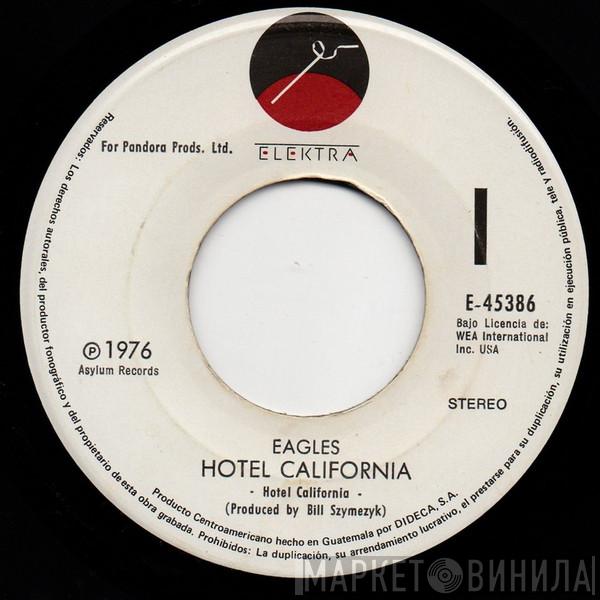 ELEKTRA
For Pandora Prods. Ltd.
I
E-45386
Bajo Licencia de:
WEA International
Inc. USA
℗ 1976
Asylum Records
STEREO
EAGLES
HOTEL CALIFORNIA
- Hotel California -
(Produced by Bill Szymezyk)
Producto Centroamericano hecho en Guatemala por DIDECA, S.A.
Reservados: Los derechos autorales, del productor fonográfico y del propietario de esta obra grabada. Prohibidos: La duplicación, su arrendamiento lucrativo, el prestarse para su duplicación, su utilización en ejecución pública, tele y radiodifusión.
МАРКЕТ ВИНИЛА